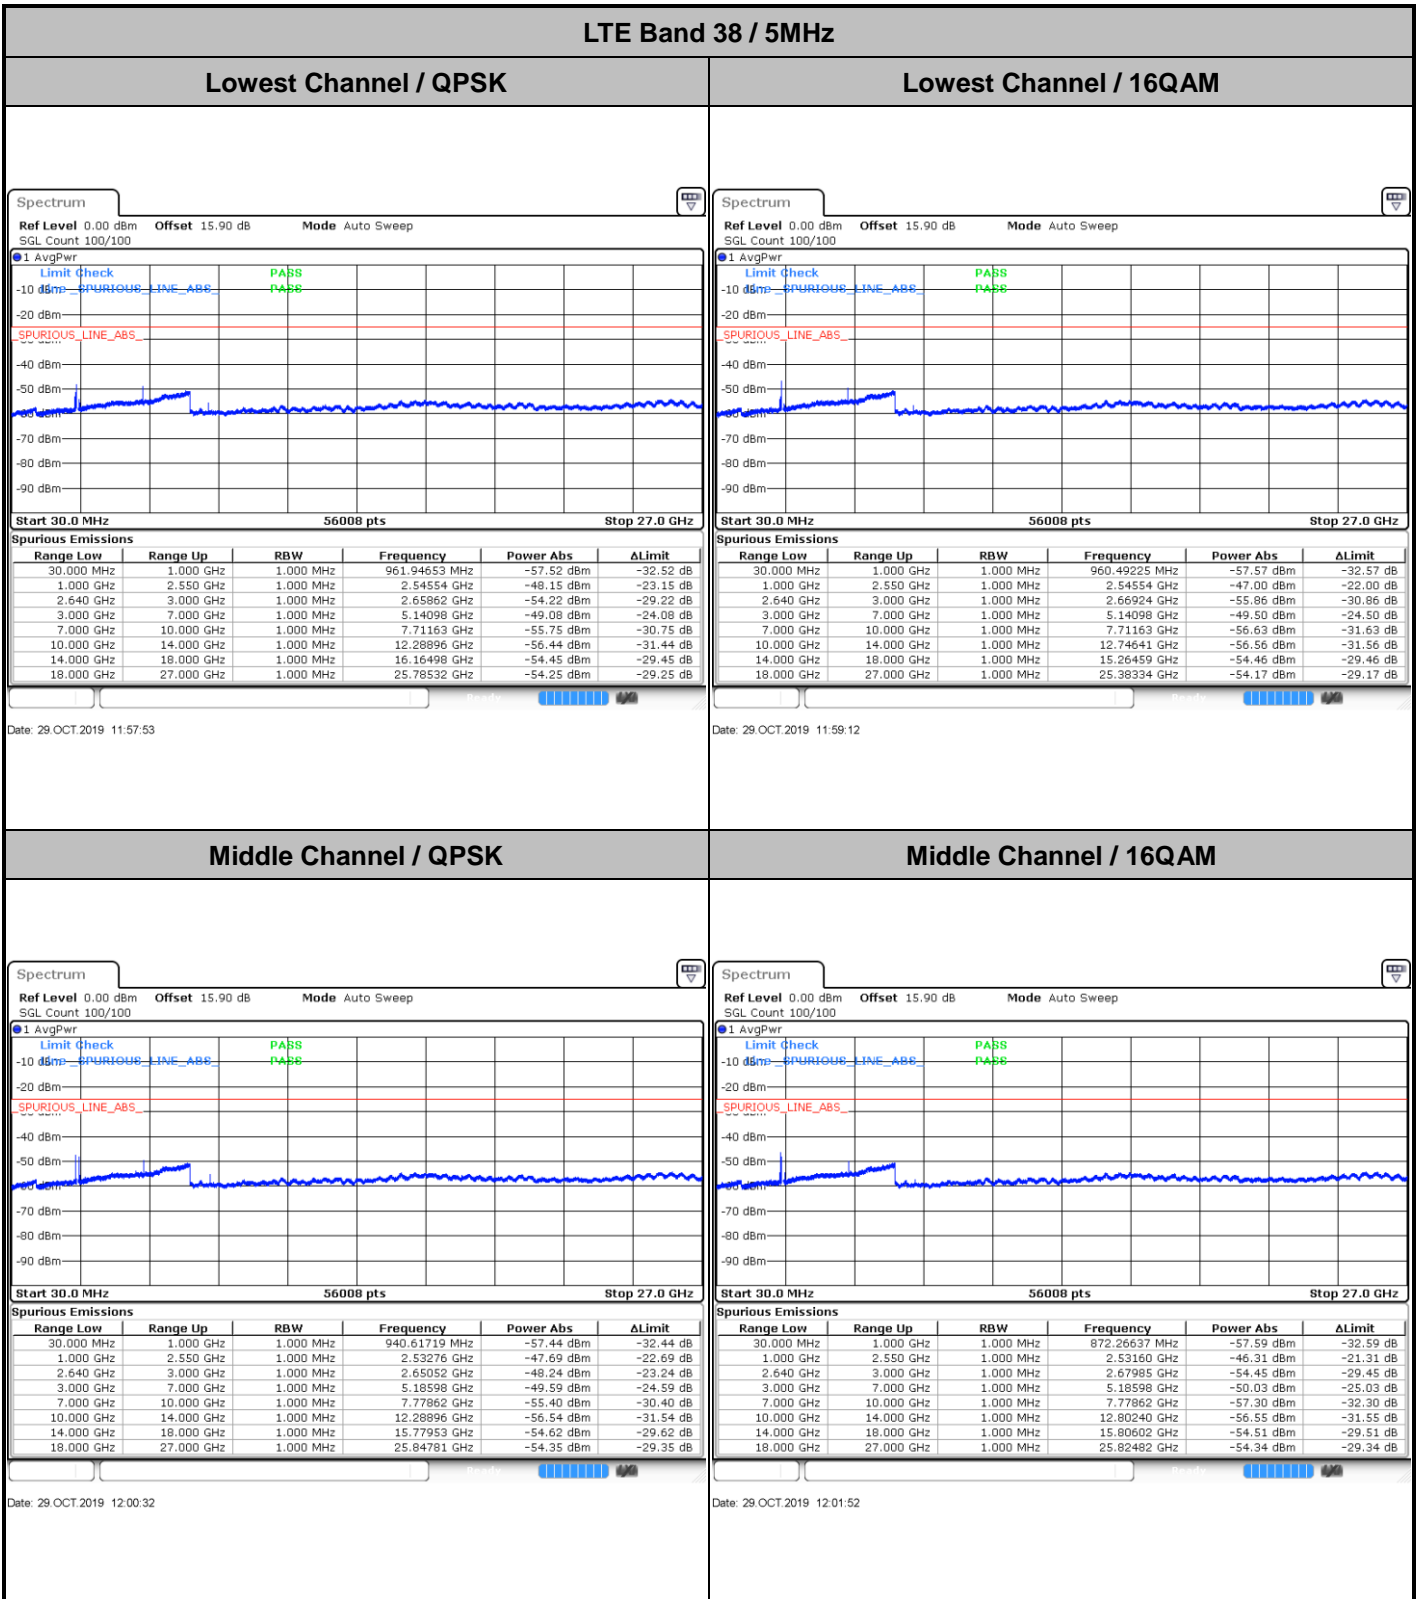 LTE Band 38 / 5MHz
Lowest Channel / QPSK
Lowest Channel / 16QAM
Spectrum
Ref Level 0.00 dBm Offset 15.90 dB Mode Auto Sweep
SGL Count 100/100
1 AvgPwr
Limit Check PASS
-10 dBm
Line _SPURIOUS_LINE_ABS_ PASS
-20 dBm
_SPURIOUS_LINE_ABS_
-40 dBm
-50 dBm
-70 dBm
-80 dBm
-90 dBm
Start 30.0 MHz 56008 pts Stop 27.0 GHz
Spurious Emissions
Range Low Range Up RBW Frequency Power Abs ΔLimit
30.000 MHz 1.000 GHz 1.000 MHz 961.94653 MHz -57.52 dBm -32.52 dB
1.000 GHz 2.550 GHz 1.000 MHz 2.54554 GHz -48.15 dBm -23.15 dB
2.640 GHz 3.000 GHz 1.000 MHz 2.65862 GHz -54.22 dBm -29.22 dB
3.000 GHz 7.000 GHz 1.000 MHz 5.14098 GHz -49.08 dBm -24.08 dB
7.000 GHz 10.000 GHz 1.000 MHz 7.71163 GHz -55.75 dBm -30.75 dB
10.000 GHz 14.000 GHz 1.000 MHz 12.28896 GHz -56.44 dBm -31.44 dB
14.000 GHz 18.000 GHz 1.000 MHz 16.16498 GHz -54.45 dBm -29.45 dB
18.000 GHz 27.000 GHz 1.000 MHz 25.78532 GHz -54.25 dBm -29.25 dB
Ready
Date: 29.OCT.2019 11:57:53
Spectrum
Ref Level 0.00 dBm Offset 15.90 dB Mode Auto Sweep
SGL Count 100/100
1 AvgPwr
Limit Check PASS
-10 dBm
Line _SPURIOUS_LINE_ABS_ PASS
-20 dBm
_SPURIOUS_LINE_ABS_
-40 dBm
-50 dBm
-70 dBm
-80 dBm
-90 dBm
Start 30.0 MHz 56008 pts Stop 27.0 GHz
Spurious Emissions
Range Low Range Up RBW Frequency Power Abs ΔLimit
30.000 MHz 1.000 GHz 1.000 MHz 960.49225 MHz -57.57 dBm -32.57 dB
1.000 GHz 2.550 GHz 1.000 MHz 2.54554 GHz -47.00 dBm -22.00 dB
2.640 GHz 3.000 GHz 1.000 MHz 2.66924 GHz -55.86 dBm -30.86 dB
3.000 GHz 7.000 GHz 1.000 MHz 5.14098 GHz -49.50 dBm -24.50 dB
7.000 GHz 10.000 GHz 1.000 MHz 7.71163 GHz -56.63 dBm -31.63 dB
10.000 GHz 14.000 GHz 1.000 MHz 12.74641 GHz -56.56 dBm -31.56 dB
14.000 GHz 18.000 GHz 1.000 MHz 15.26459 GHz -54.46 dBm -29.46 dB
18.000 GHz 27.000 GHz 1.000 MHz 25.38334 GHz -54.17 dBm -29.17 dB
Ready
Date: 29.OCT.2019 11:59:12
Middle Channel / QPSK
Middle Channel / 16QAM
Spectrum
Ref Level 0.00 dBm Offset 15.90 dB Mode Auto Sweep
SGL Count 100/100
1 AvgPwr
Limit Check PASS
-10 dBm
Line _SPURIOUS_LINE_ABS_ PASS
-20 dBm
_SPURIOUS_LINE_ABS_
-40 dBm
-50 dBm
-70 dBm
-80 dBm
-90 dBm
Start 30.0 MHz 56008 pts Stop 27.0 GHz
Spurious Emissions
Range Low Range Up RBW Frequency Power Abs ΔLimit
30.000 MHz 1.000 GHz 1.000 MHz 940.61719 MHz -57.44 dBm -32.44 dB
1.000 GHz 2.550 GHz 1.000 MHz 2.53276 GHz -47.69 dBm -22.69 dB
2.640 GHz 3.000 GHz 1.000 MHz 2.65052 GHz -48.24 dBm -23.24 dB
3.000 GHz 7.000 GHz 1.000 MHz 5.18598 GHz -49.59 dBm -24.59 dB
7.000 GHz 10.000 GHz 1.000 MHz 7.77862 GHz -55.40 dBm -30.40 dB
10.000 GHz 14.000 GHz 1.000 MHz 12.28896 GHz -56.54 dBm -31.54 dB
14.000 GHz 18.000 GHz 1.000 MHz 15.77953 GHz -54.62 dBm -29.62 dB
18.000 GHz 27.000 GHz 1.000 MHz 25.84781 GHz -54.35 dBm -29.35 dB
Ready
Date: 29.OCT.2019 12:00:32
Spectrum
Ref Level 0.00 dBm Offset 15.90 dB Mode Auto Sweep
SGL Count 100/100
1 AvgPwr
Limit Check PASS
-10 dBm
Line _SPURIOUS_LINE_ABS_ PASS
-20 dBm
_SPURIOUS_LINE_ABS_
-40 dBm
-50 dBm
-70 dBm
-80 dBm
-90 dBm
Start 30.0 MHz 56008 pts Stop 27.0 GHz
Spurious Emissions
Range Low Range Up RBW Frequency Power Abs ΔLimit
30.000 MHz 1.000 GHz 1.000 MHz 872.26637 MHz -57.59 dBm -32.59 dB
1.000 GHz 2.550 GHz 1.000 MHz 2.53160 GHz -46.31 dBm -21.31 dB
2.640 GHz 3.000 GHz 1.000 MHz 2.67985 GHz -54.45 dBm -29.45 dB
3.000 GHz 7.000 GHz 1.000 MHz 5.18598 GHz -50.03 dBm -25.03 dB
7.000 GHz 10.000 GHz 1.000 MHz 7.77862 GHz -57.30 dBm -32.30 dB
10.000 GHz 14.000 GHz 1.000 MHz 12.80240 GHz -56.55 dBm -31.55 dB
14.000 GHz 18.000 GHz 1.000 MHz 15.80602 GHz -54.51 dBm -29.51 dB
18.000 GHz 27.000 GHz 1.000 MHz 25.82482 GHz -54.34 dBm -29.34 dB
Ready
Date: 29.OCT.2019 12:01:52